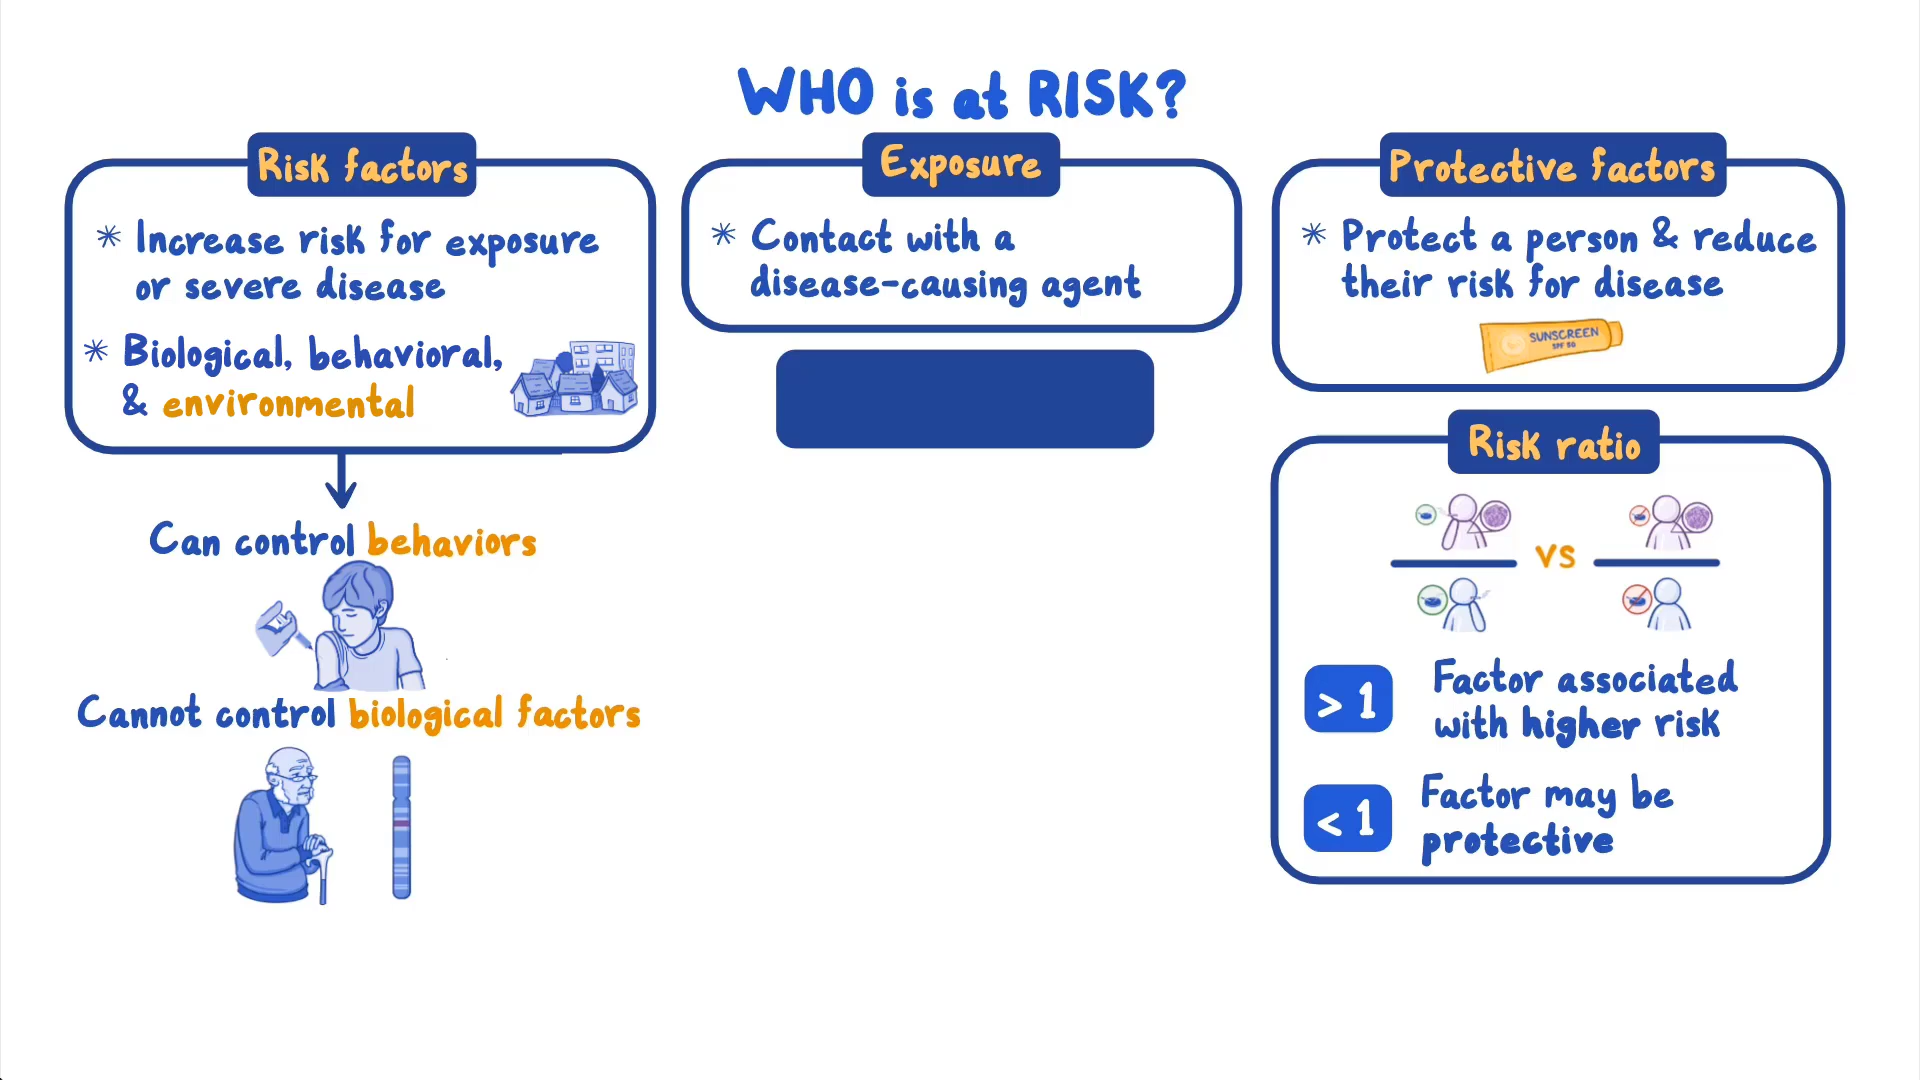 WHO is at RISK?
Risk factors
* Increase risk for exposure
or severe disease
* Biological, behavioral,
& environmental
Can control behaviors
Cannot control biological factors
Exposure
* Contact with a
disease-causing agent
Protective factors
* Protect a person & reduce
their risk for disease
SUNSCREEN
SPF 50
Risk ratio
VS
> 1
Factor associated
with higher risk
< 1
Factor may be
protective